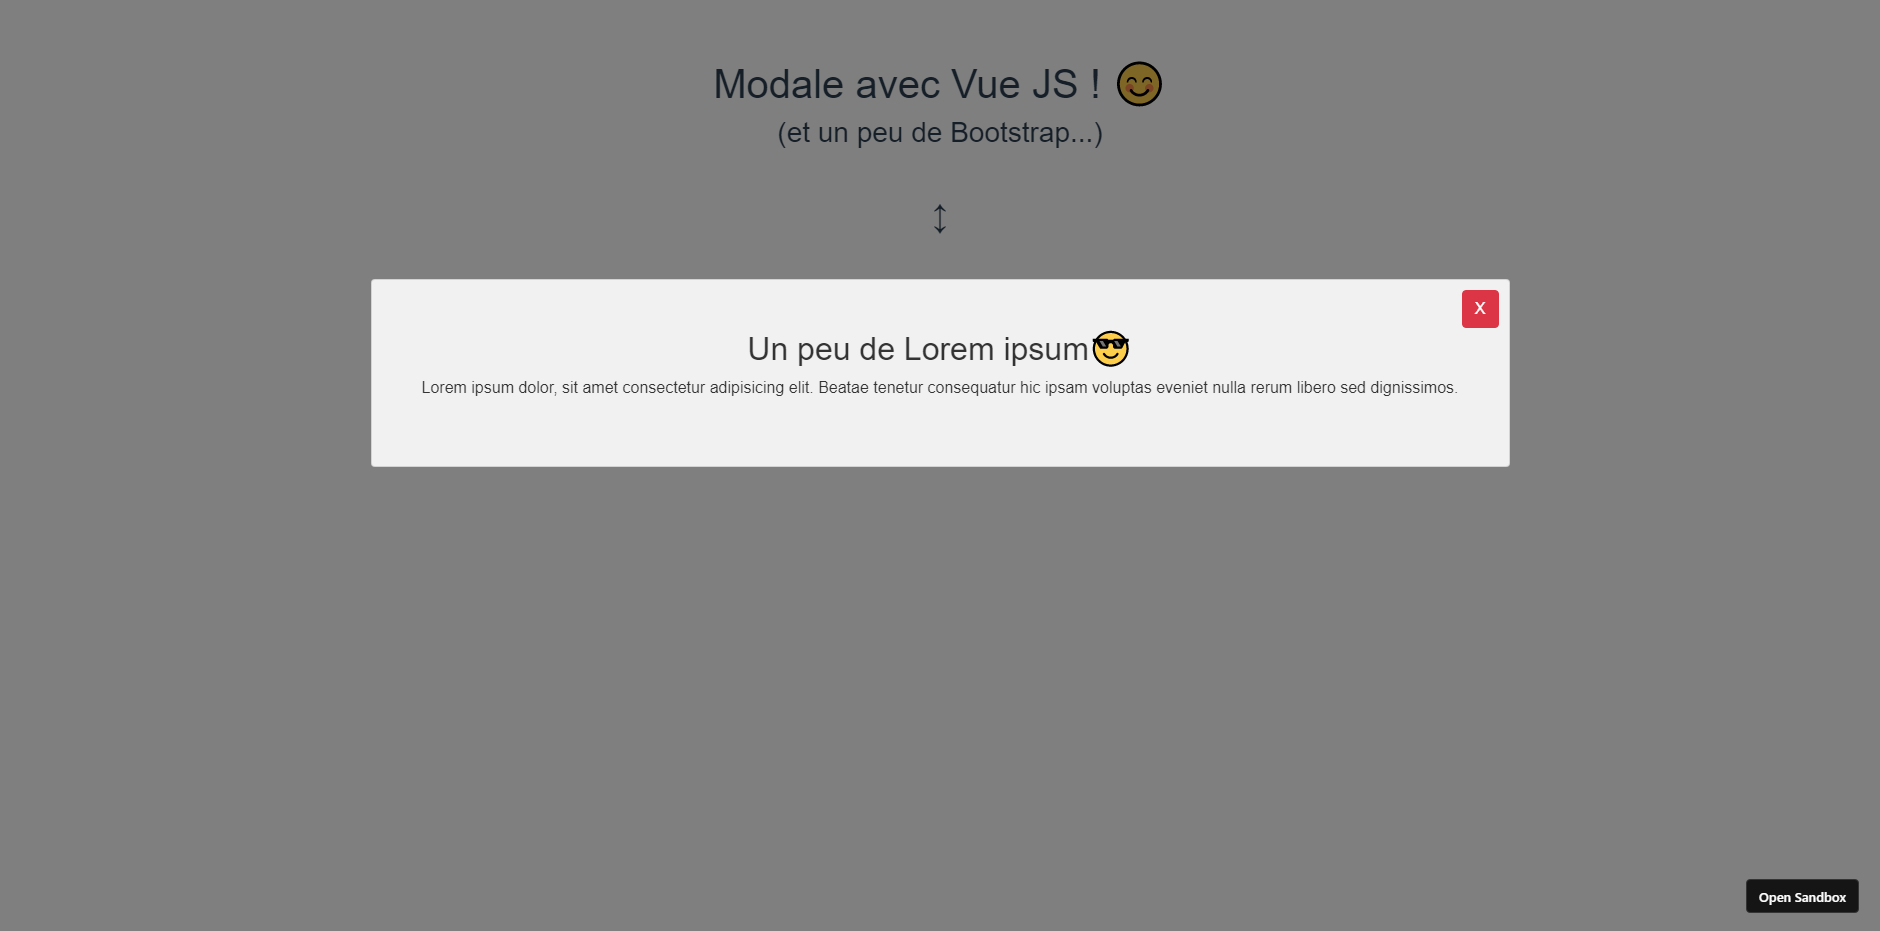 Modale avec Vue JS ! 😊
(et un peu de Bootstrap...)
↕
X
Un peu de Lorem ipsum😎
Lorem ipsum dolor, sit amet consectetur adipisicing elit. Beatae tenetur consequatur hic ipsam voluptas eveniet nulla rerum libero sed dignissimos.
Open Sandbox